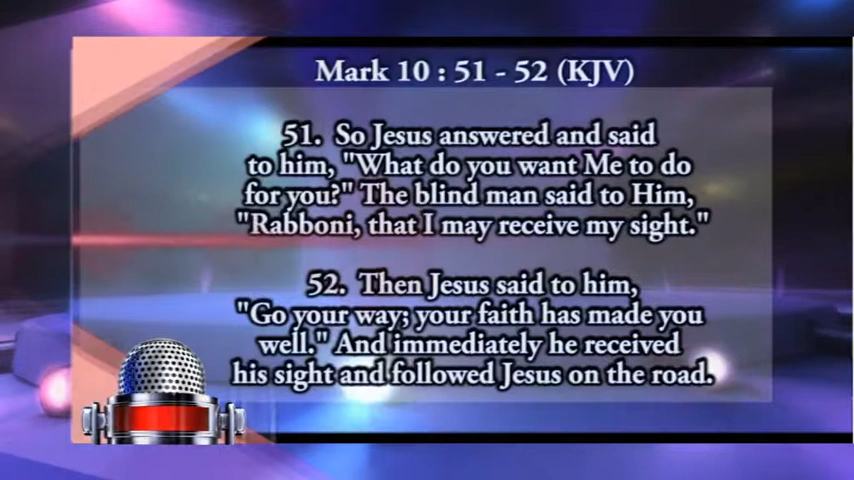 Mark 10 : 51 - 52 (KJV)
51. So Jesus answered and said
to him, "What do you want Me to do
for you?" The blind man said to Him,
"Rabboni, that I may receive my sight."
52. Then Jesus said to him,
"Go your way; your faith has made you
well." And immediately he received
his sight and followed Jesus on the road.